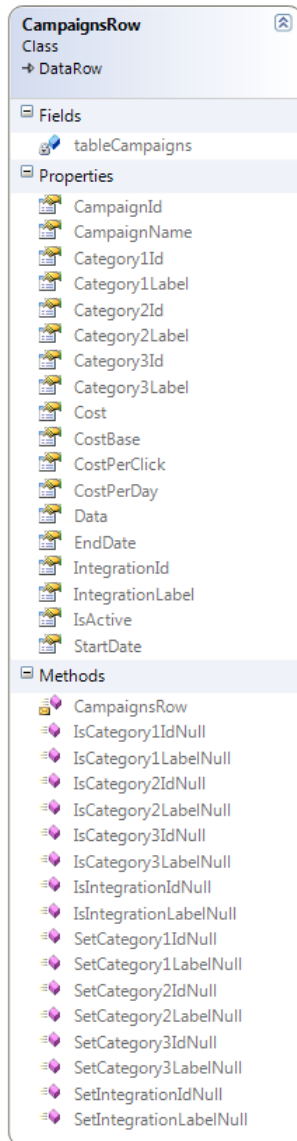 CampaignsRow
Class
DataRow
Fields
tableCampaigns
Properties
CampaignId
CampaignName
Category1Id
Category1Label
Category2Id
Category2Label
Category3Id
Category3Label
Cost
CostBase
CostPerClick
CostPerDay
Data
EndDate
IntegrationId
IntegrationLabel
IsActive
StartDate
Methods
CampaignsRow
IsCategory1IdNull
IsCategory1LabelNull
IsCategory2IdNull
IsCategory2LabelNull
IsCategory3IdNull
IsCategory3LabelNull
IsIntegrationIdNull
IsIntegrationLabelNull
SetCategory1IdNull
SetCategory1LabelNull
SetCategory2IdNull
SetCategory2LabelNull
SetCategory3IdNull
SetCategory3LabelNull
SetIntegrationIdNull
SetIntegrationLabelNull